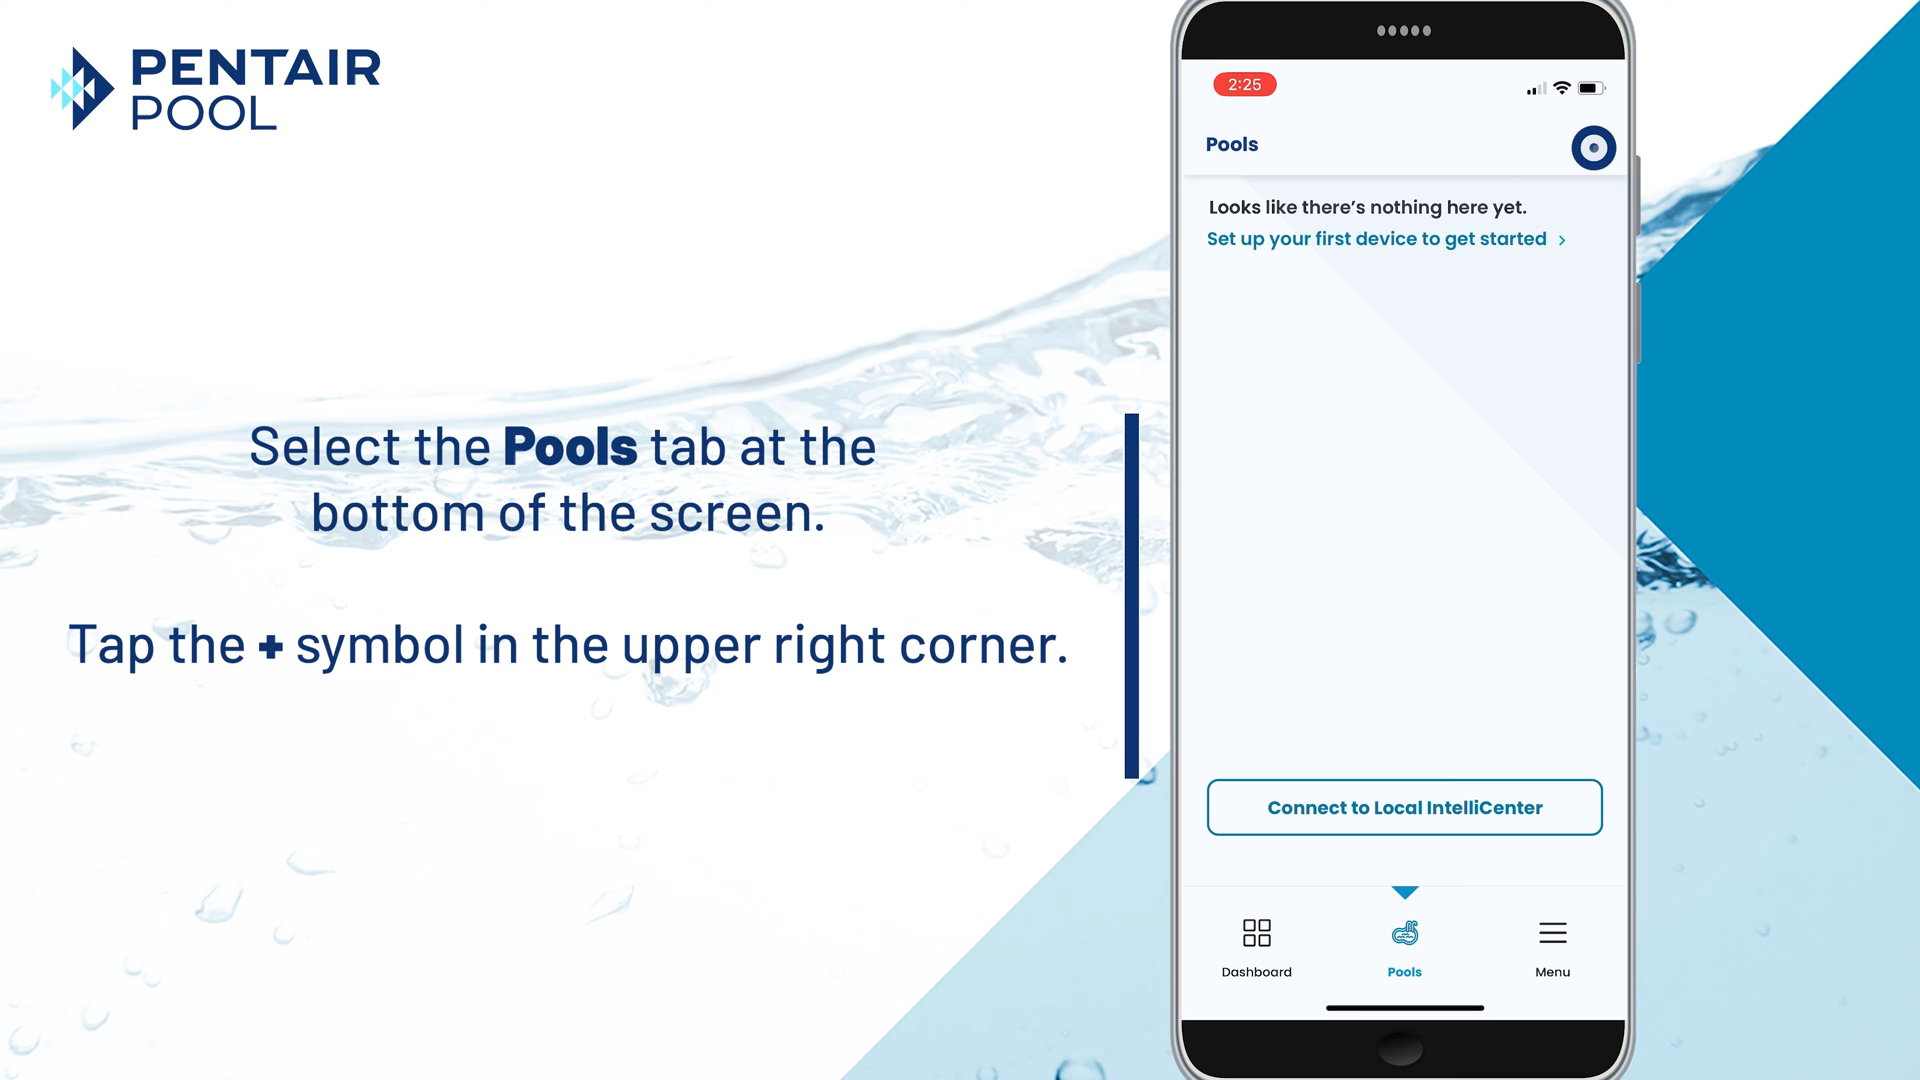 PENTAIR
POOL
Select the Pools tab at the
bottom of the screen.
Tap the + symbol in the upper right corner.
2:25
Pools
Looks like there's nothing here yet.
Set up your first device to get started >
Connect to Local IntelliCenter
Dashboard
Pools
Menu